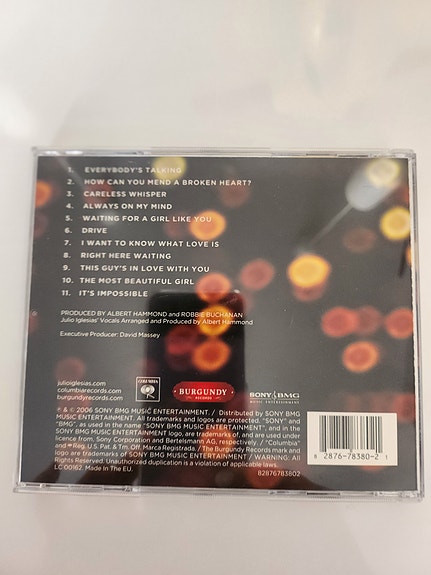 1. EVERYBODY'S TALKING
2. HOW CAN YOU MEND A BROKEN HEART?
3. CARELESS WHISPER
4. ALWAYS ON MY MIND
5. WAITING FOR A GIRL LIKE YOU
6. DRIVE
7. I WANT TO KNOW WHAT LOVE IS
8. RIGHT HERE WAITING
9. THIS GUY'S IN LOVE WITH YOU
10. THE MOST BEAUTIFUL GIRL
11. IT'S IMPOSSIBLE
PRODUCED BY ALBERT HAMMOND and ROBBIE BUCHANAN
Julio Iglesias' Vocals Arranged and Produced by Albert Hammond
Executive Producer: David Massey
julioiglesias.com
columbiarecords.com
burgundyrecords.com
COLUMBIA
BURGUNDY
RECORDS
SONY BMG
MUSIC ENTERTAINMENT
℗ & © 2006 SONY BMG MUSIC ENTERTAINMENT. / Distributed by SONY BMG
MUSIC ENTERTAINMENT. All trademarks and logos are protected. "SONY" and
"BMG", as used in the name "SONY BMG MUSIC ENTERTAINMENT", and in the
SONY BMG MUSIC ENTERTAINMENT logo, are trademarks of, and are used under
licence from, Sony Corporation and Bertelsmann AG, respectively. / "Columbia"
and ® Reg. U.S. Pat. & Tm. Off. Marca Registrada. / The Burgundy Records mark and
logo are trademarks of SONY BMG MUSIC ENTERTAINMENT / WARNING: All
Rights Reserved. Unauthorized duplication is a violation of applicable laws.
LC 00162. Made In The EU.
82876783802
8 2876-78380-2 1